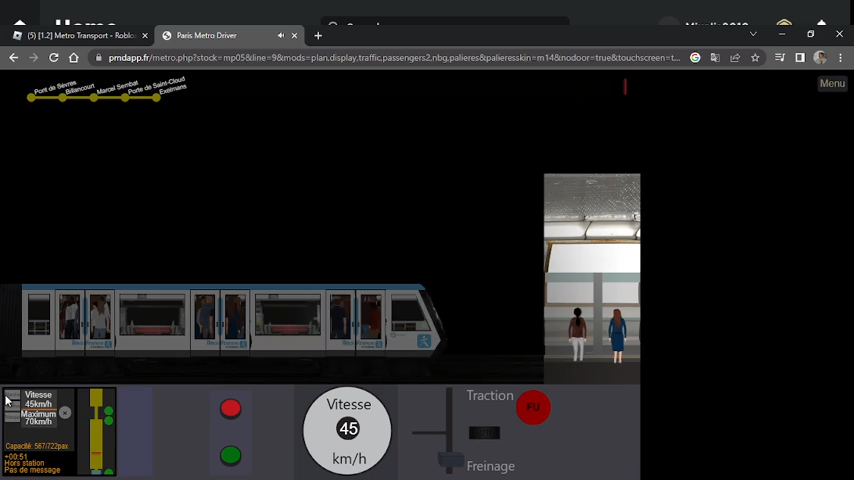 (5) [1.2] Metro Transport - Roblo
Paris Metro Driver
pmdapp.fr/metro.php?stock=mp05&line=9&mods=plan,display,traffic,passengers2,nbg,palieres&palieresskin=m14&nodoor=true&touchscreen=t...
Pont de Sèvres
Billancourt
Marcel Sembat
Porte de Saint-Cloud
Exelmans
Menu
Vitesse
45km/h
Maximum
70km/h
Capacité: 567/722pax.
+00:51
Hors station
Pas de message
Vitesse
45
km/h
Traction
FU
Freinage